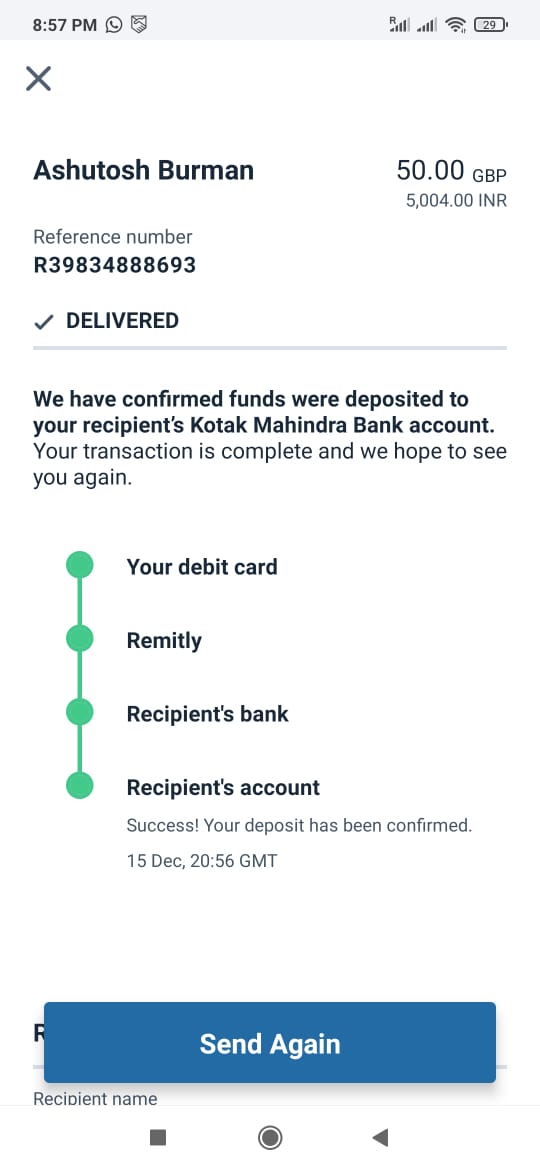 8:57 PM
R
29
Ashutosh Burman
50.00 GBP
5,004.00 INR
Reference number
R39834888693
DELIVERED
We have confirmed funds were deposited to
your recipient’s Kotak Mahindra Bank account.
Your transaction is complete and we hope to see
you again.
Your debit card
Remitly
Recipient's bank
Recipient's account
Success! Your deposit has been confirmed.
15 Dec, 20:56 GMT
Send Again
Recipient name